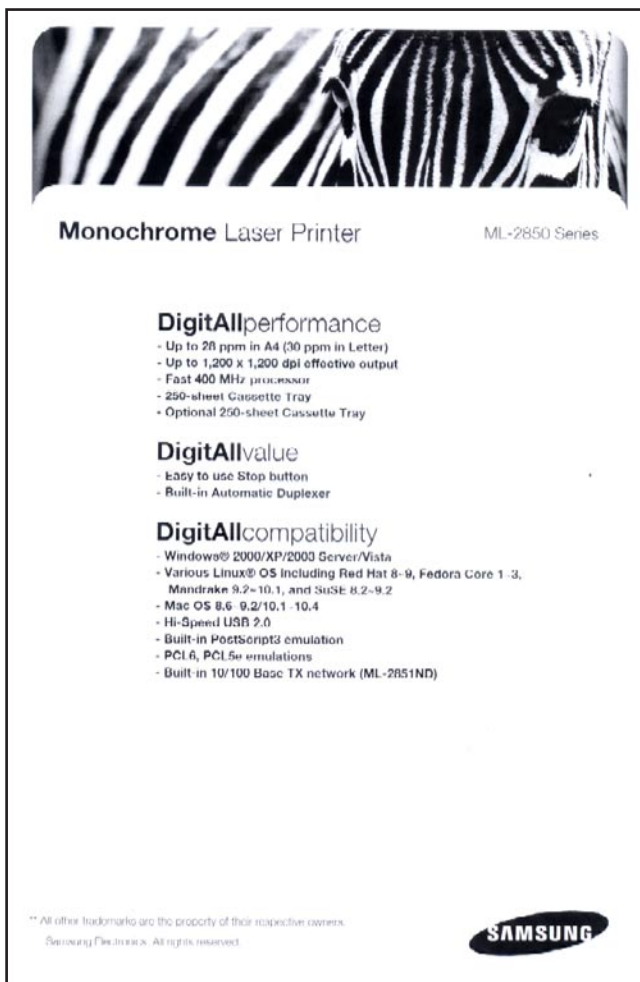 Monochrome Laser Printer
ML-2850 Series
DigitAllperformance
- Up to 28 ppm in A4 (30 ppm in Letter)
- Up to 1,200 x 1,200 dpi effective output
- Fast 400 MHz processor
- 250-sheet Cassette Tray
- Optional 250-sheet Cassette Tray
DigitAllvalue
- Easy to use Stop button
- Built-in Automatic Duplexer
DigitAllcompatibility
- Windows® 2000/XP/2003 Server/Vista
- Various Linux® OS including Red Hat 8~9, Fedora Core 1~3,
Mandrake 9.2~10.1, and SuSE 8.2~9.2
- Mac OS 8.6~9.2/10.1~10.4
- Hi-Speed USB 2.0
- Built-in PostScript3 emulation
- PCL6, PCL5e emulations
- Built-in 10/100 Base TX network (ML-2851ND)
** All other trademarks are the property of their respective owners.
Samsung Electronics. All rights reserved.
SAMSUNG